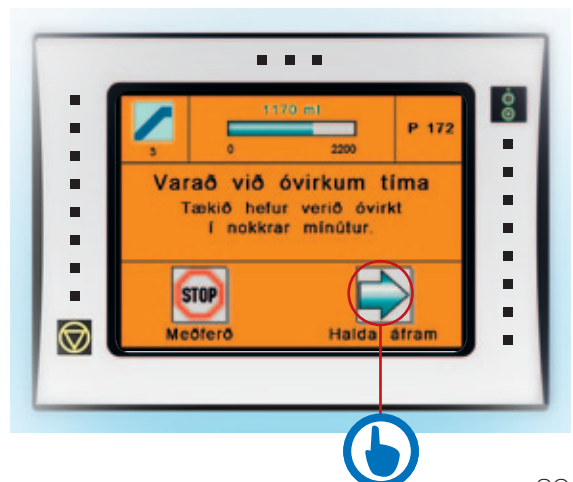 1170 ml
3
0
2200
P 172
Varað við óvirkum tíma
Tækið hefur verið óvirkt
í nokkrar mínútur.
STOP
Meðferð
Halda áfram